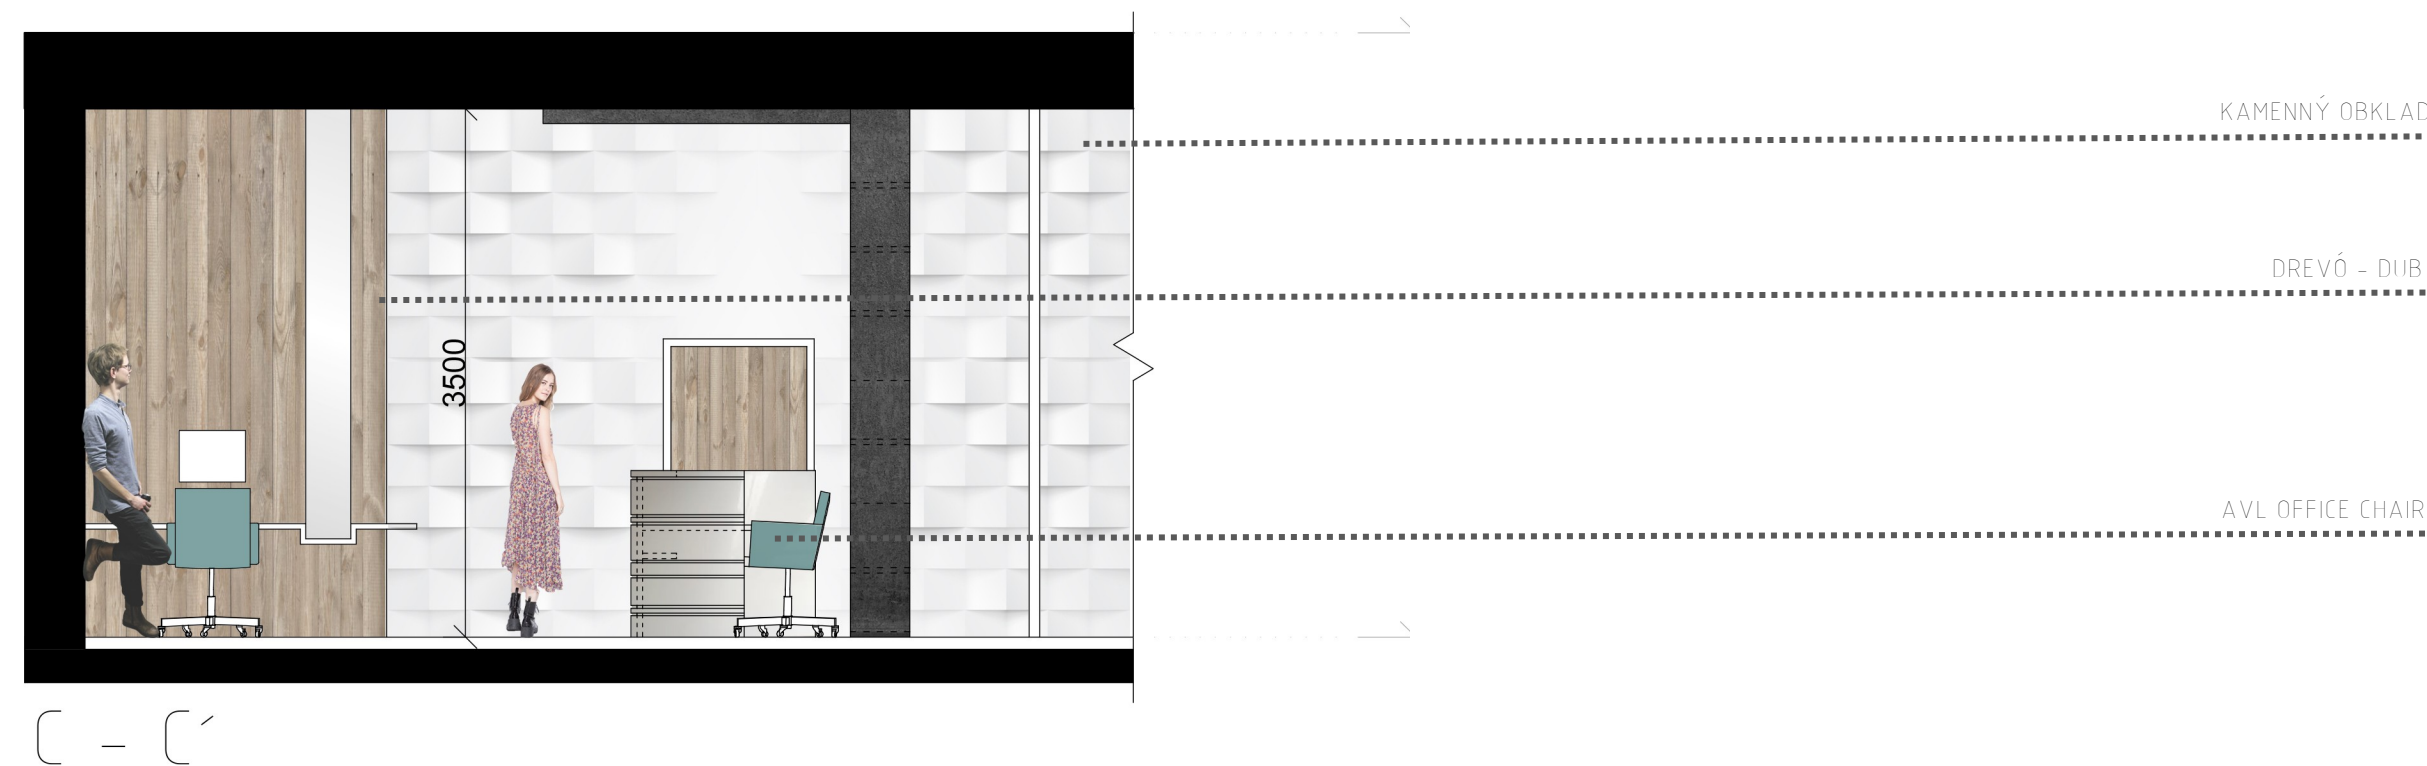 KAMENNÝ OBKLAD
DREVÓ - DUB
3500
AVL OFFICE CHAIR
C - C´